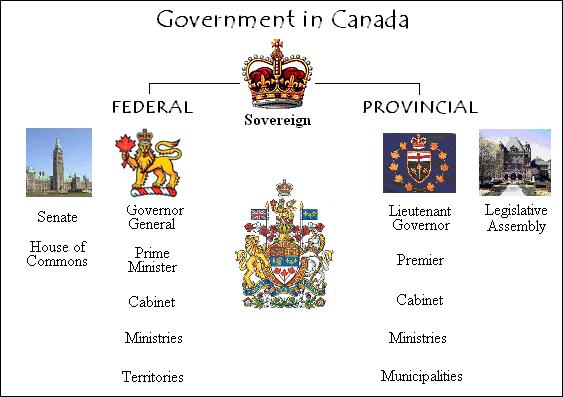 Government in Canada
FEDERAL
PROVINCIAL
Sovereign
Senate
House of
Commons
Governor
General
Prime
Minister
Cabinet
Ministries
Territories
Lieutenant
Governor
Premier
Cabinet
Ministries
Municipalities
Legislative
Assembly